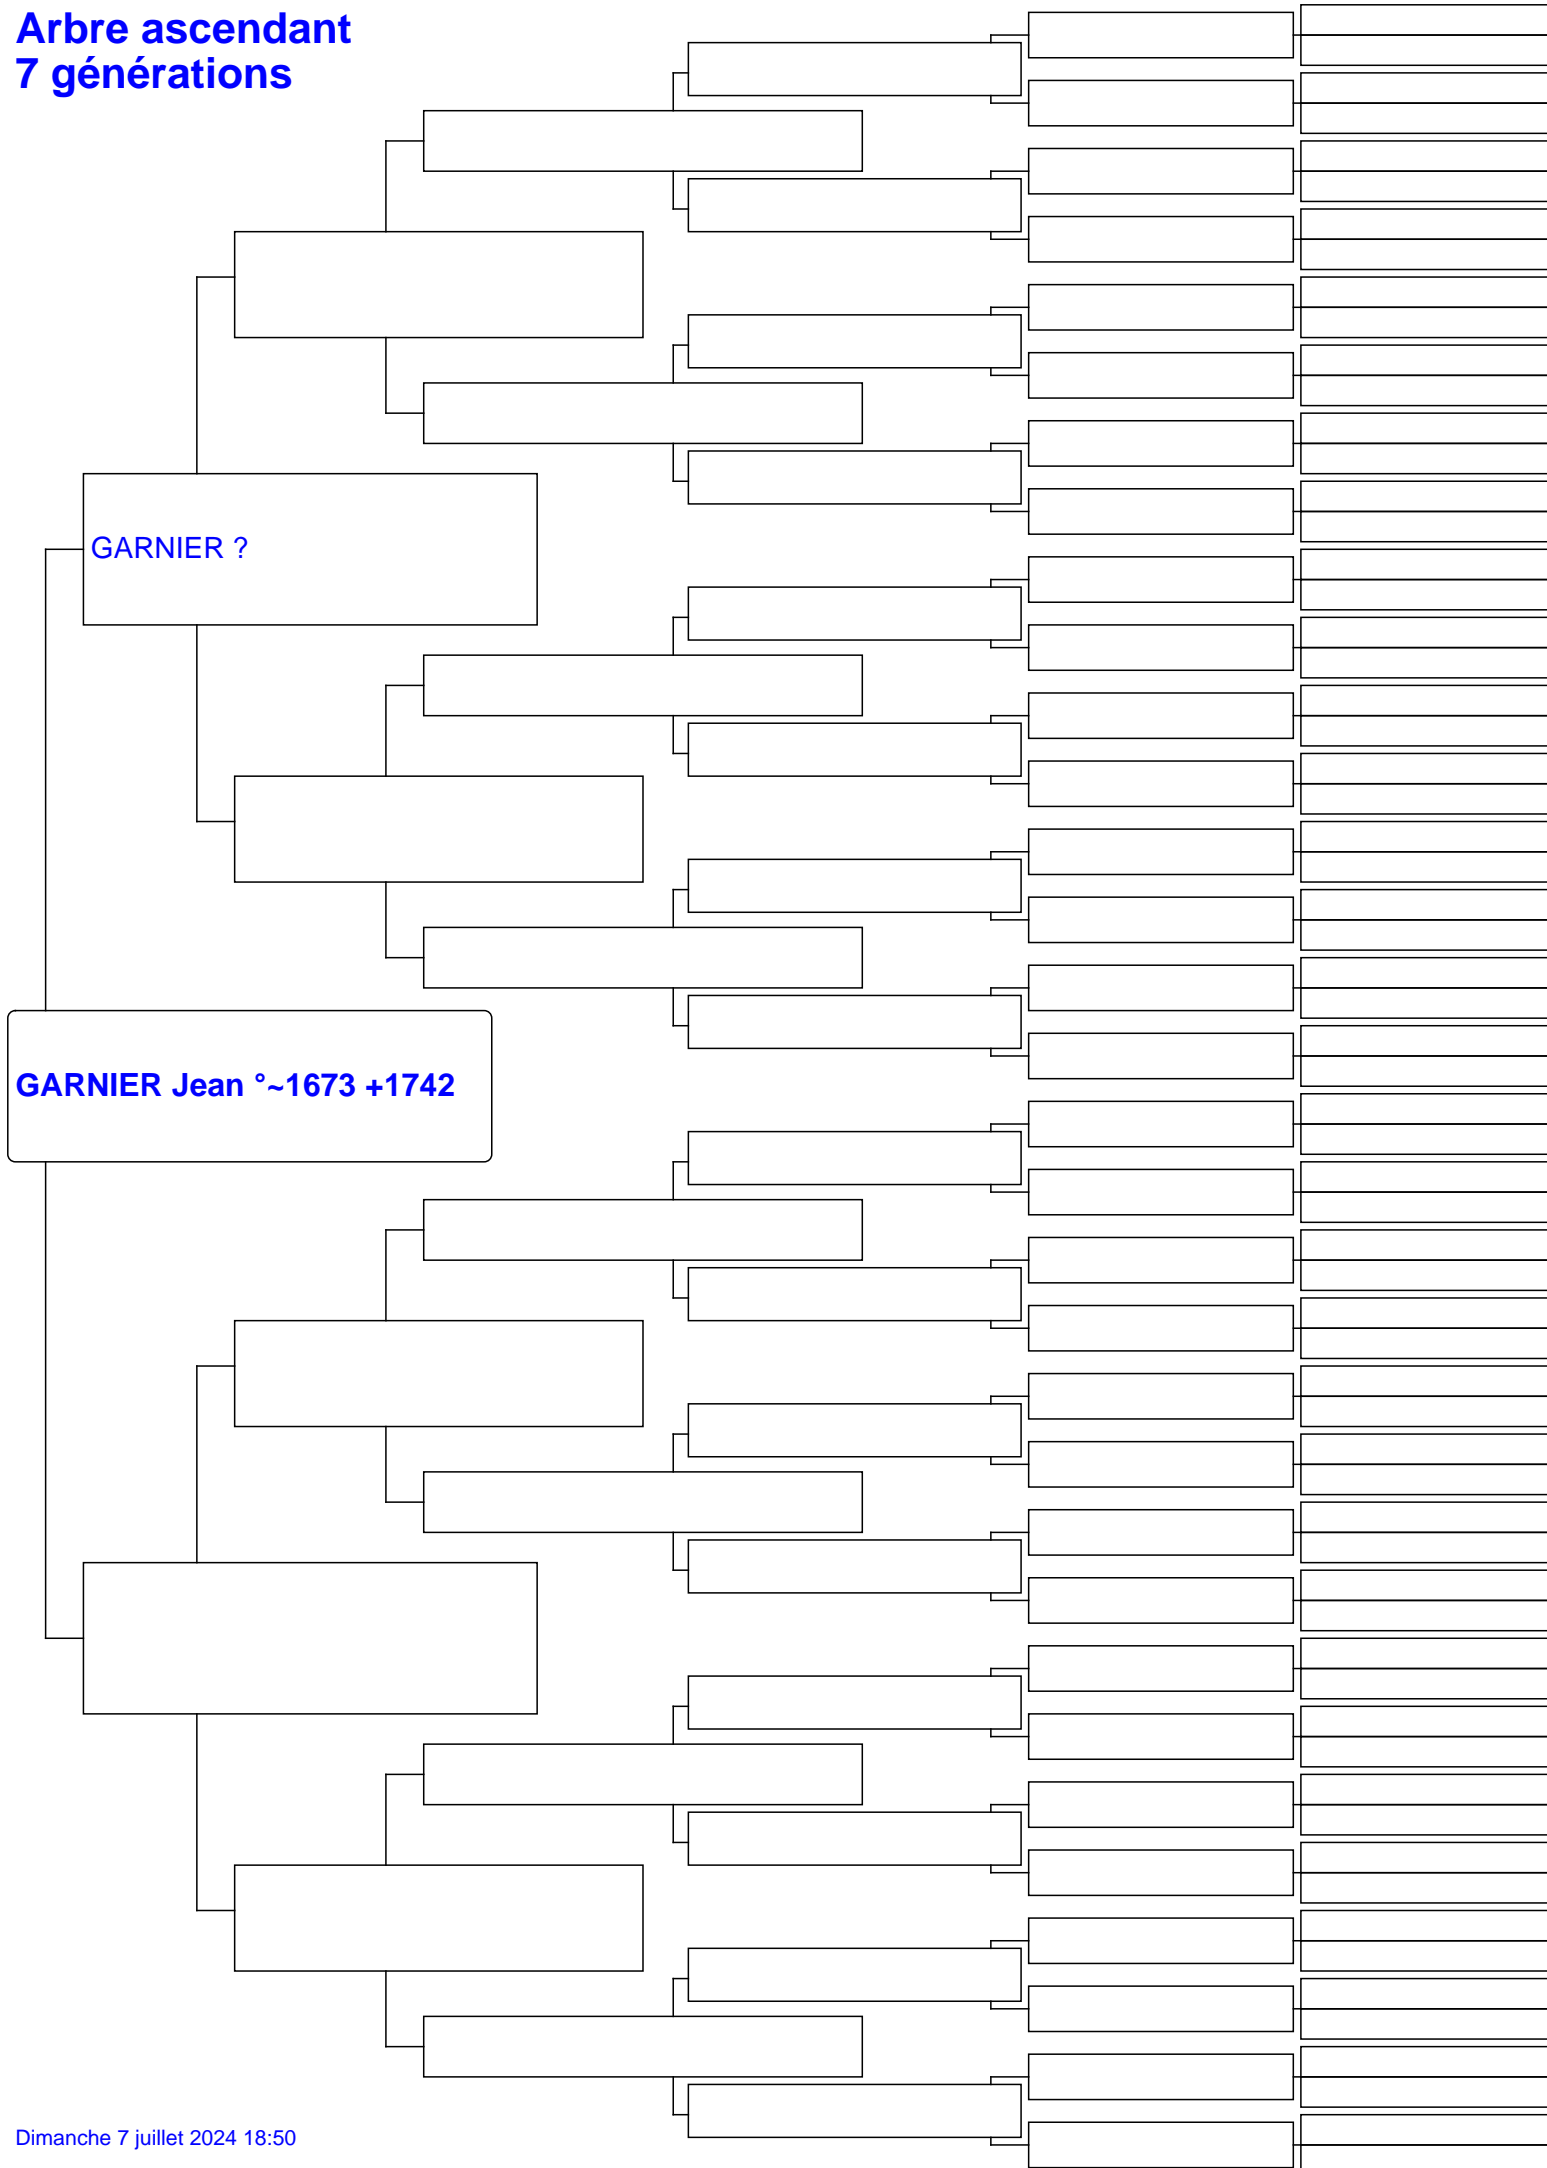 Arbre ascendant
7 générations
GARNIER ?
GARNIER Jean °~1673 +1742
Dimanche 7 juillet 2024 18:50